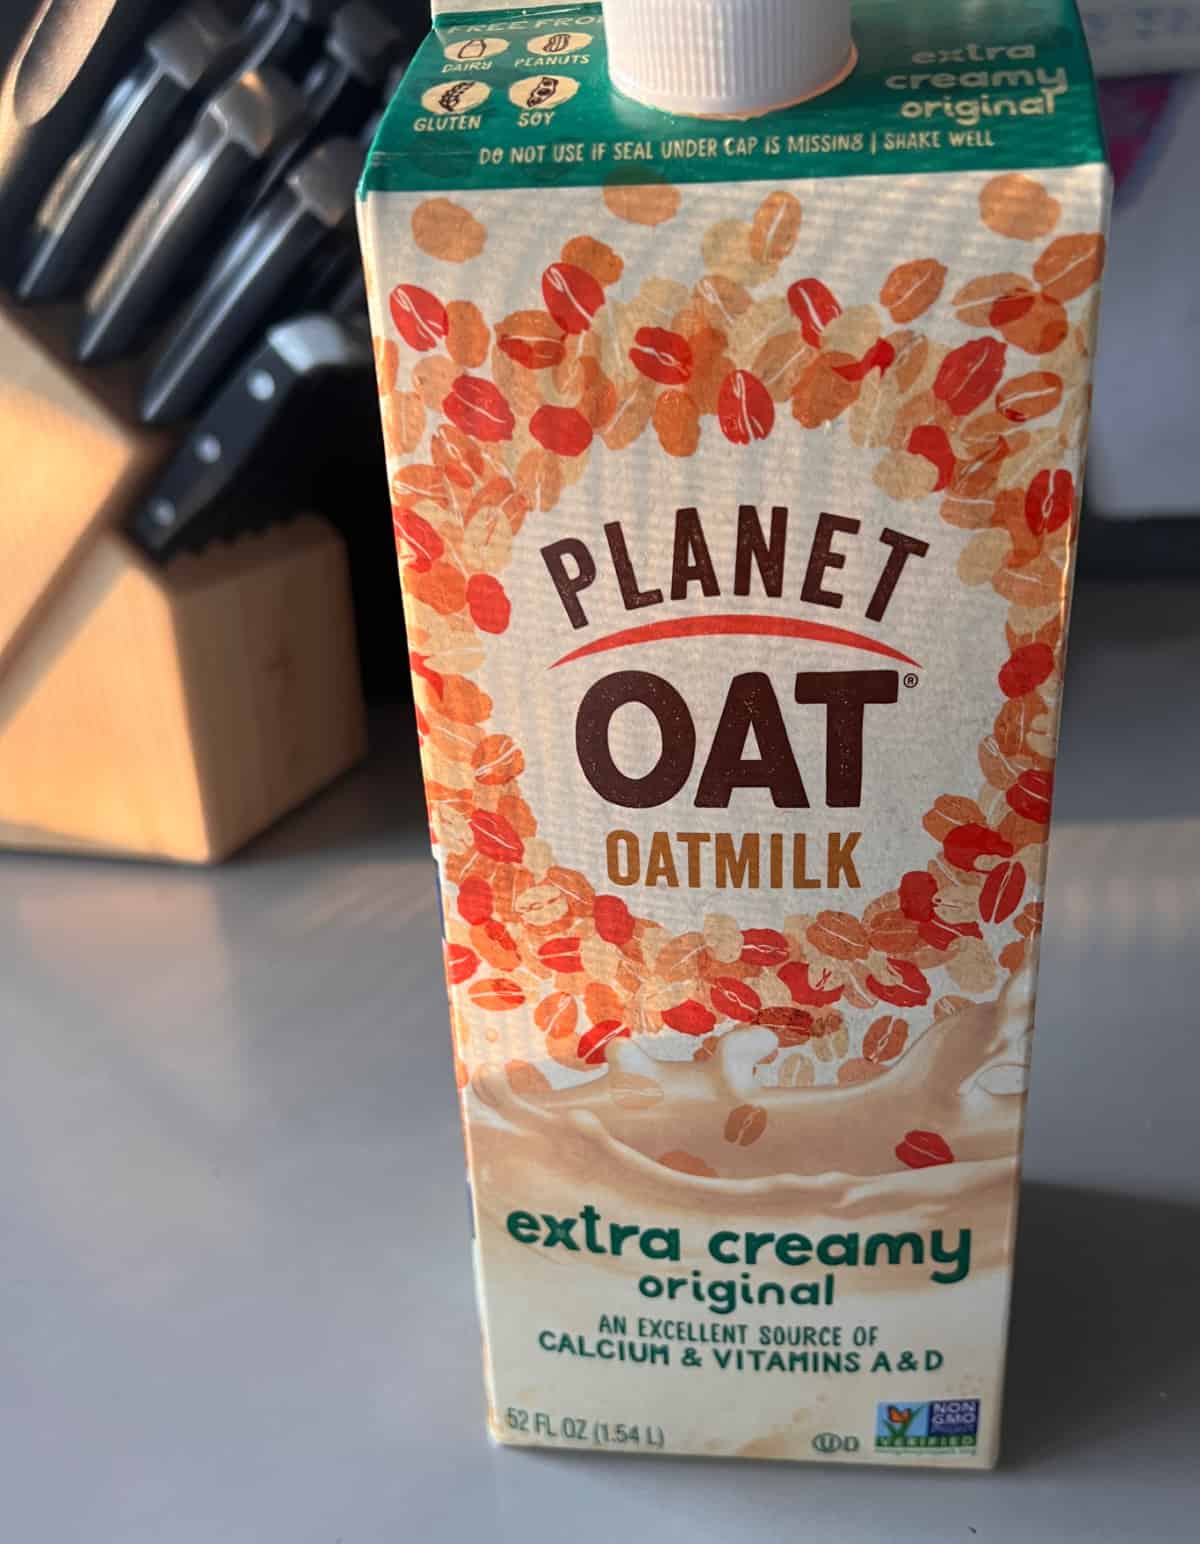 FREE FROM
DAIRY PEANUTS
GLUTEN SOY
extra
creamy
original
DO NOT USE IF SEAL UNDER CAP IS MISSING | SHAKE WELL
PLANET
OAT®
OATMILK
extra creamy
original
AN EXCELLENT SOURCE OF
CALCIUM & VITAMINS A & D
52 FL OZ (1.54 L)
U D
NON
GMO
VERIFIED